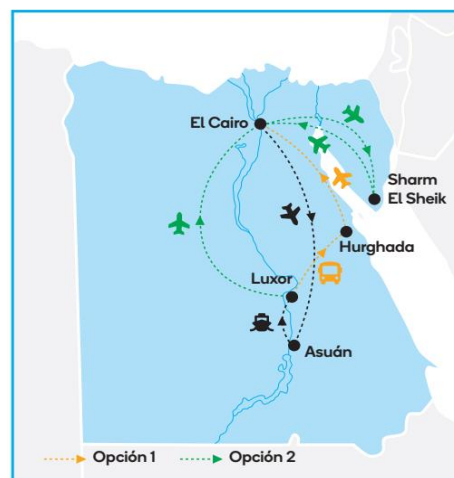 El Cairo
Sharm
El Sheik
Hurghada
Luxor
Asuán
Opción 1
Opción 2